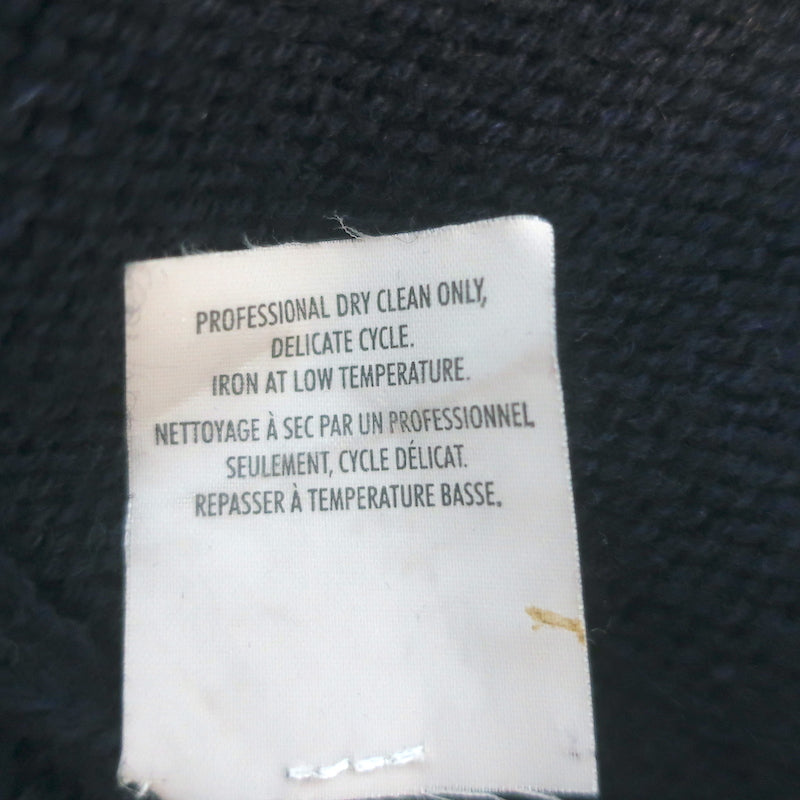 PROFESSIONAL DRY CLEAN ONLY,
DELICATE CYCLE.
IRON AT LOW TEMPERATURE.
NETTOYAGE À SEC PAR UN PROFESSIONNEL
SEULEMENT, CYCLE DÉLICAT.
REPASSER À TEMPERATURE BASSE.